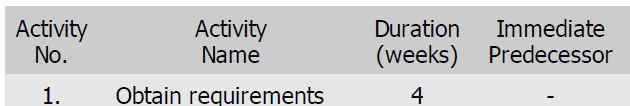 Activity Activity Duration Immediate
No. Name (weeks) Predecessor
1. Obtain requirements 4 -